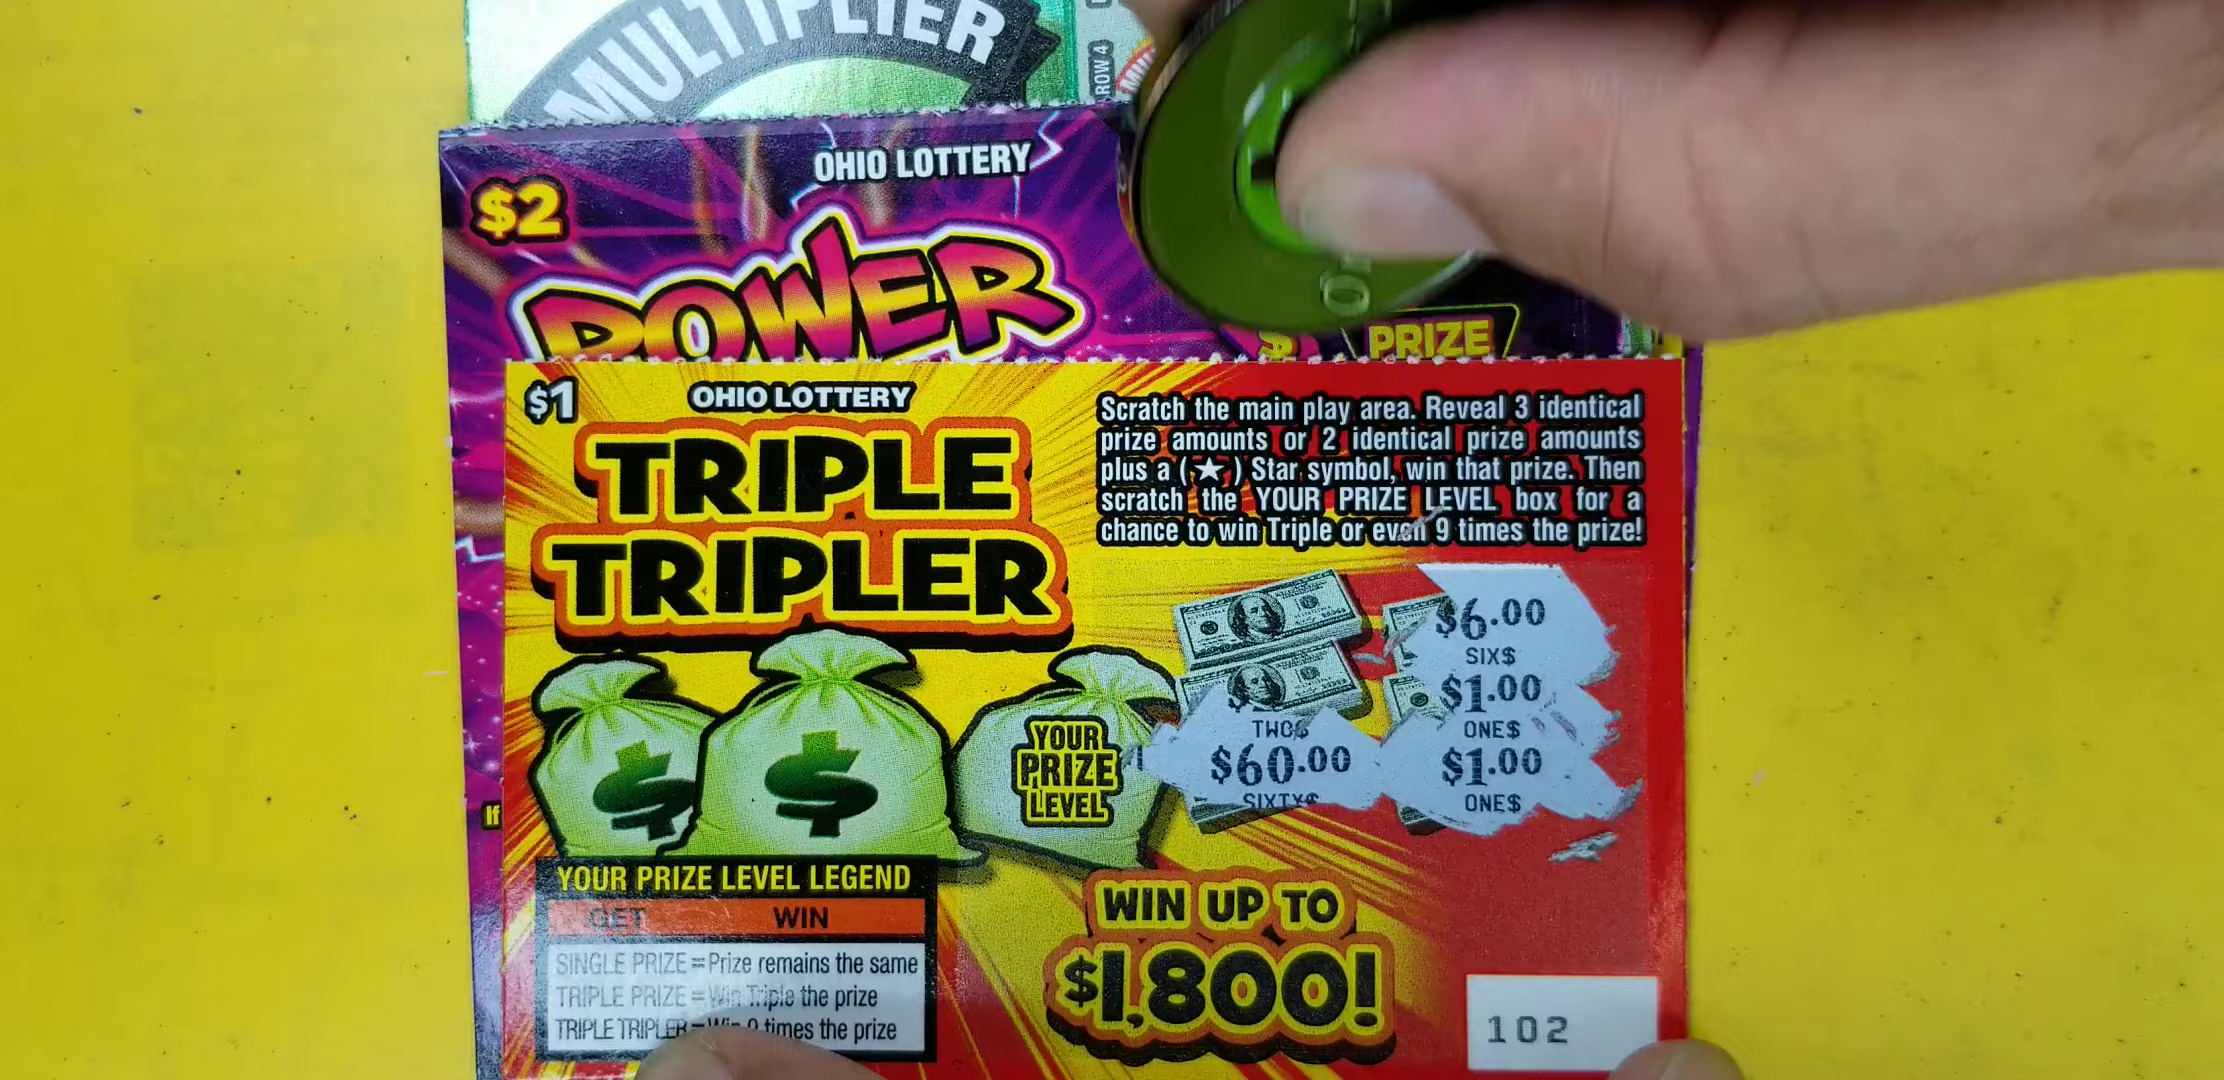 MULTIPLIER
ROW 4
OHIO LOTTERY
$2
POWER
$
PRIZE
$1
OHIO LOTTERY
TRIPLE
TRIPLER
Scratch the main play area. Reveal 3 identical
prize amounts or 2 identical prize amounts
plus a (★) Star symbol, win that prize. Then
scratch the YOUR PRIZE LEVEL box for a
chance to win Triple or even 9 times the prize!
$6.00
SIX$
$1.00
ONE$
TWO$
$60.00
SIXTY$
$1.00
ONE$
YOUR
PRIZE
LEVEL
If
YOUR PRIZE LEVEL LEGEND
GET WIN
SINGLE PRIZE = Prize remains the same
TRIPLE PRIZE = Win Triple the prize
TRIPLE TRIPLER = Win 9 times the prize
WIN UP TO
$1,800!
102